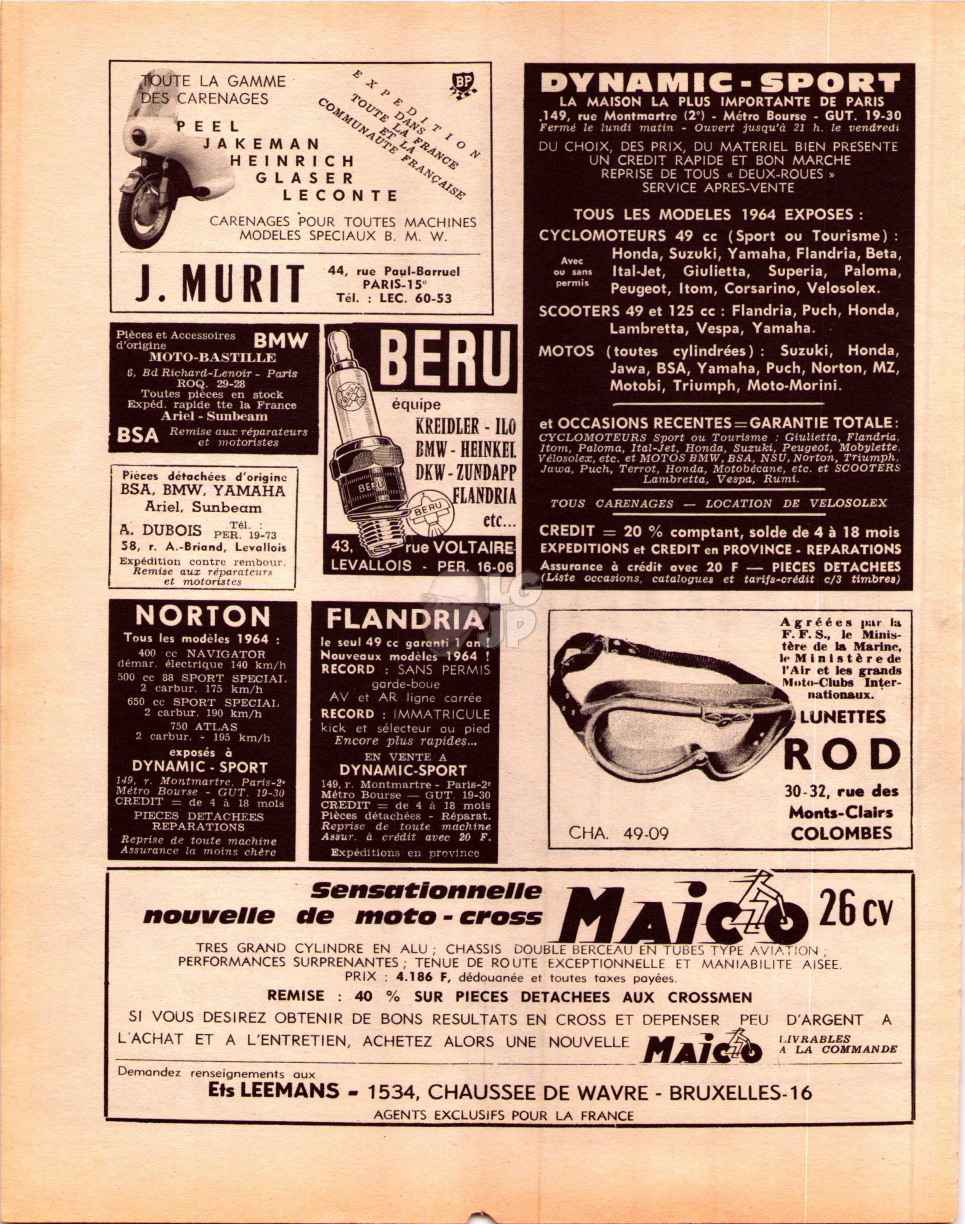 TOUTE LA GAMME
DES CARENAGES
PEEL
JAKEMAN
HEINRICH
GLASER
LECONTE
EXPEDITION
DANS
TOUTE LA FRANCE
ET LA
COMMUNAUTE FRANÇAISE
BP
CARENAGES POUR TOUTES MACHINES
MODELES SPECIAUX B. M. W.
J. MURIT
44, rue Paul-Barruel
PARIS-15°
Tél. : LEC. 60-53
Pièces et Accessoires
d'origine BMW
MOTO-BASTILLE
6, Bd Richard-Lenoir - Paris
ROQ. 29-28
Toutes pièces en stock
Expéd. rapide tte la France
Ariel - Sunbeam
BSA Remise aux réparateurs
et motoristes
Pièces détachées d'origine
BSA, BMW, YAMAHA
Ariel, Sunbeam
A. DUBOIS Tél. :
PER. 19-73
58, r. A.-Briand, Levallois
Expédition contre rembour.
Remise aux réparateurs
et motoristes
BERU
équipe
KREIDLER - ILO
BMW - HEINKEL
DKW - ZUNDAPP
FLANDRIA
etc...
BERU
BERU
43, rue VOLTAIRE
LEVALLOIS - PER. 16-06
DYNAMIC - SPORT
LA MAISON LA PLUS IMPORTANTE DE PARIS
149, rue Montmartre (2e) - Métro Bourse - GUT. 19-30
Fermé le lundi matin - Ouvert jusqu'à 21 h. le vendredi
DU CHOIX, DES PRIX, DU MATERIEL BIEN PRESENTE
UN CREDIT RAPIDE ET BON MARCHE
REPRISE DE TOUS « DEUX-ROUES »
SERVICE APRES-VENTE
TOUS LES MODELES 1964 EXPOSES :
CYCLOMOTEURS 49 cc (Sport ou Tourisme) :
Avec
ou sans
permis
Honda, Suzuki, Yamaha, Flandria, Beta,
Ital-Jet, Giulietta, Superia, Paloma,
Peugeot, Itom, Corsarino, Velosolex.
SCOOTERS 49 et 125 cc : Flandria, Puch, Honda,
Lambretta, Vespa, Yamaha.
MOTOS (toutes cylindrées) : Suzuki, Honda,
Jawa, BSA, Yamaha, Puch, Norton, MZ,
Motobi, Triumph, Moto-Morini.
et OCCASIONS RECENTES = GARANTIE TOTALE :
CYCLOMOTEURS Sport ou Tourisme : Giulietta, Flandria,
Itom, Paloma, Ital-Jet, Honda, Suzuki, Peugeot, Mobylette,
Vélosolex, etc. et MOTOS BMW, BSA, NSU, Norton, Triumph,
Jawa, Puch, Terrot, Honda, Motobécane, etc. et SCOOTERS
Lambretta, Vespa, Rumi.
TOUS CARENAGES — LOCATION DE VELOSOLEX
CREDIT = 20 % comptant, solde de 4 à 18 mois
EXPEDITIONS et CREDIT en PROVINCE - REPARATIONS
Assurance à crédit avec 20 F — PIECES DETACHEES
(Liste occasions, catalogues et tarifs-crédit c/3 timbres)
NORTON
Tous les modèles 1964 :
400 cc NAVIGATOR
démar. électrique 140 km/h
500 cc 88 SPORT SPECIAL
2 carbur. 175 km/h
650 cc SPORT SPECIAL
2 carbur. 190 km/h
750 ATLAS
2 carbur. - 195 km/h
exposés à
DYNAMIC - SPORT
149, r. Montmartre, Paris-2e
Métro Bourse - GUT. 19-30
CREDIT = de 4 à 18 mois
PIECES DETACHEES
REPARATIONS
Reprise de toute machine
Assurance la moins chère
FLANDRIA
le seul 49 cc garanti 1 an !
Nouveaux modèles 1964 !
RECORD : SANS PERMIS
garde-boue
AV et AR ligne carrée
RECORD : IMMATRICULE
kick et sélecteur au pied
Encore plus rapides...
EN VENTE A
DYNAMIC-SPORT
149, r. Montmartre - Paris-2e
Métro Bourse — GUT. 19-30
CREDIT = de 4 à 18 mois
Pièces détachées - Réparat.
Reprise de toute machine
Assur. à crédit avec 20 F.
Expéditions en province
Agréées par la
F. F. S., le Minis-
tère de la Marine,
le Ministère de
l'Air et les grands
Moto-Clubs Inter-
nationaux.
LUNETTES
ROD
30-32, rue des
Monts-Clairs
COLOMBES
CHA. 49-09
Sensationnelle
nouvelle de moto - cross
MAiCO 26 CV
TRES GRAND CYLINDRE EN ALU ; CHASSIS DOUBLE BERCEAU EN TUBES TYPE AVIATION ;
PERFORMANCES SURPRENANTES ; TENUE DE ROUTE EXCEPTIONNELLE ET MANIABILITE AISEE.
PRIX : 4.186 F, dédouanée et toutes taxes payées.
REMISE : 40 % SUR PIECES DETACHEES AUX CROSSMEN
SI VOUS DESIREZ OBTENIR DE BONS RESULTATS EN CROSS ET DEPENSER PEU D'ARGENT A
L'ACHAT ET A L'ENTRETIEN, ACHETEZ ALORS UNE NOUVELLE MAiCO LIVRABLES
A LA COMMANDE
Demandez renseignements aux
Ets LEEMANS - 1534, CHAUSSEE DE WAVRE - BRUXELLES-16
AGENTS EXCLUSIFS POUR LA FRANCE